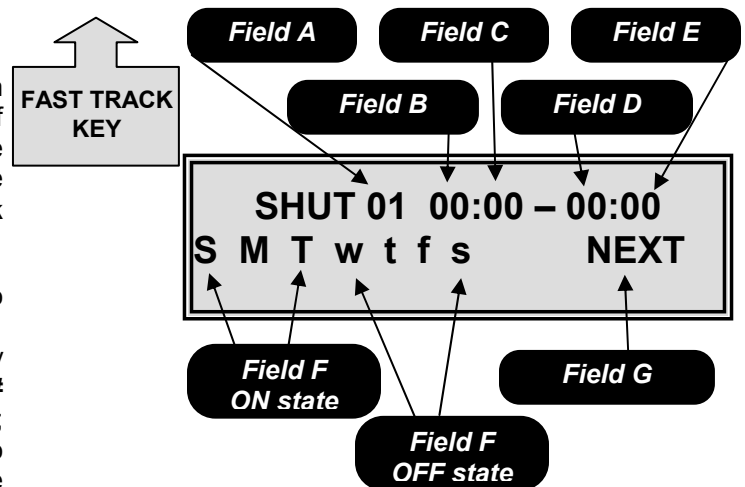 Field A
Field C
Field E
FAST TRACK
KEY
Field B
Field D
SHUT 01 00:00 – 00:00
S M T w t f s NEXT
Field F
ON state
Field G
Field F
OFF state